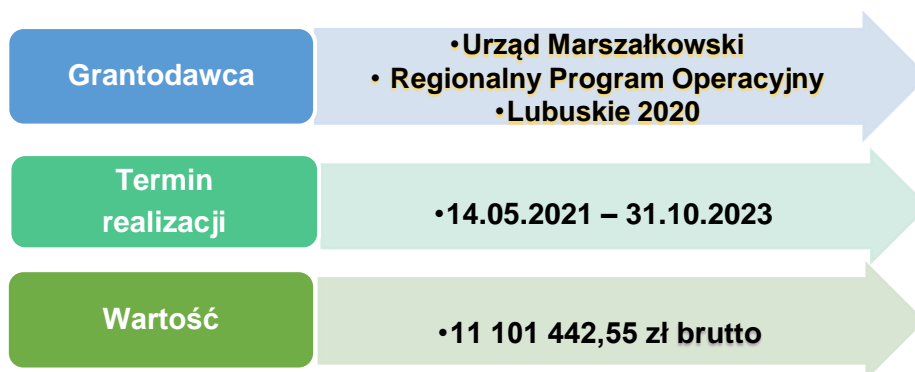 Grantodawca
•Urząd Marszałkowski
• Regionalny Program Operacyjny
•Lubuskie 2020
Termin
realizacji
•14.05.2021 – 31.10.2023
Wartość
•11 101 442,55 zł brutto